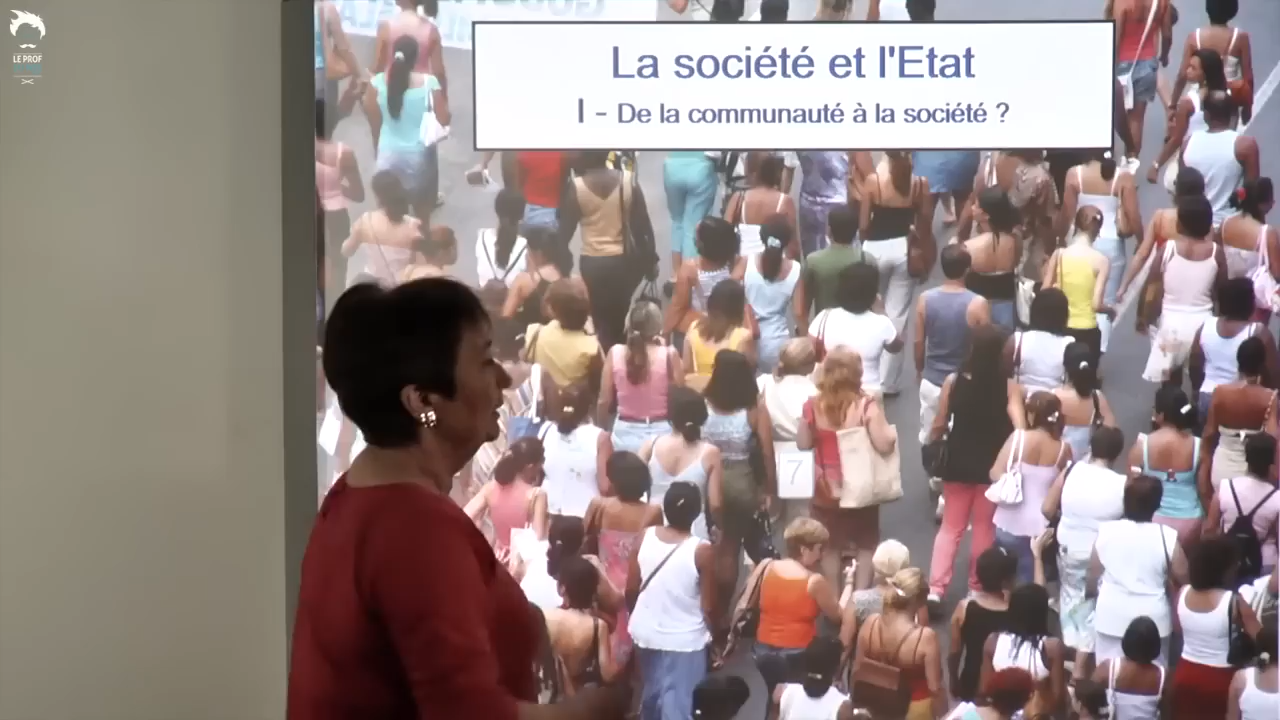 LE PROF
La société et l'Etat
I - De la communauté à la société ?
7